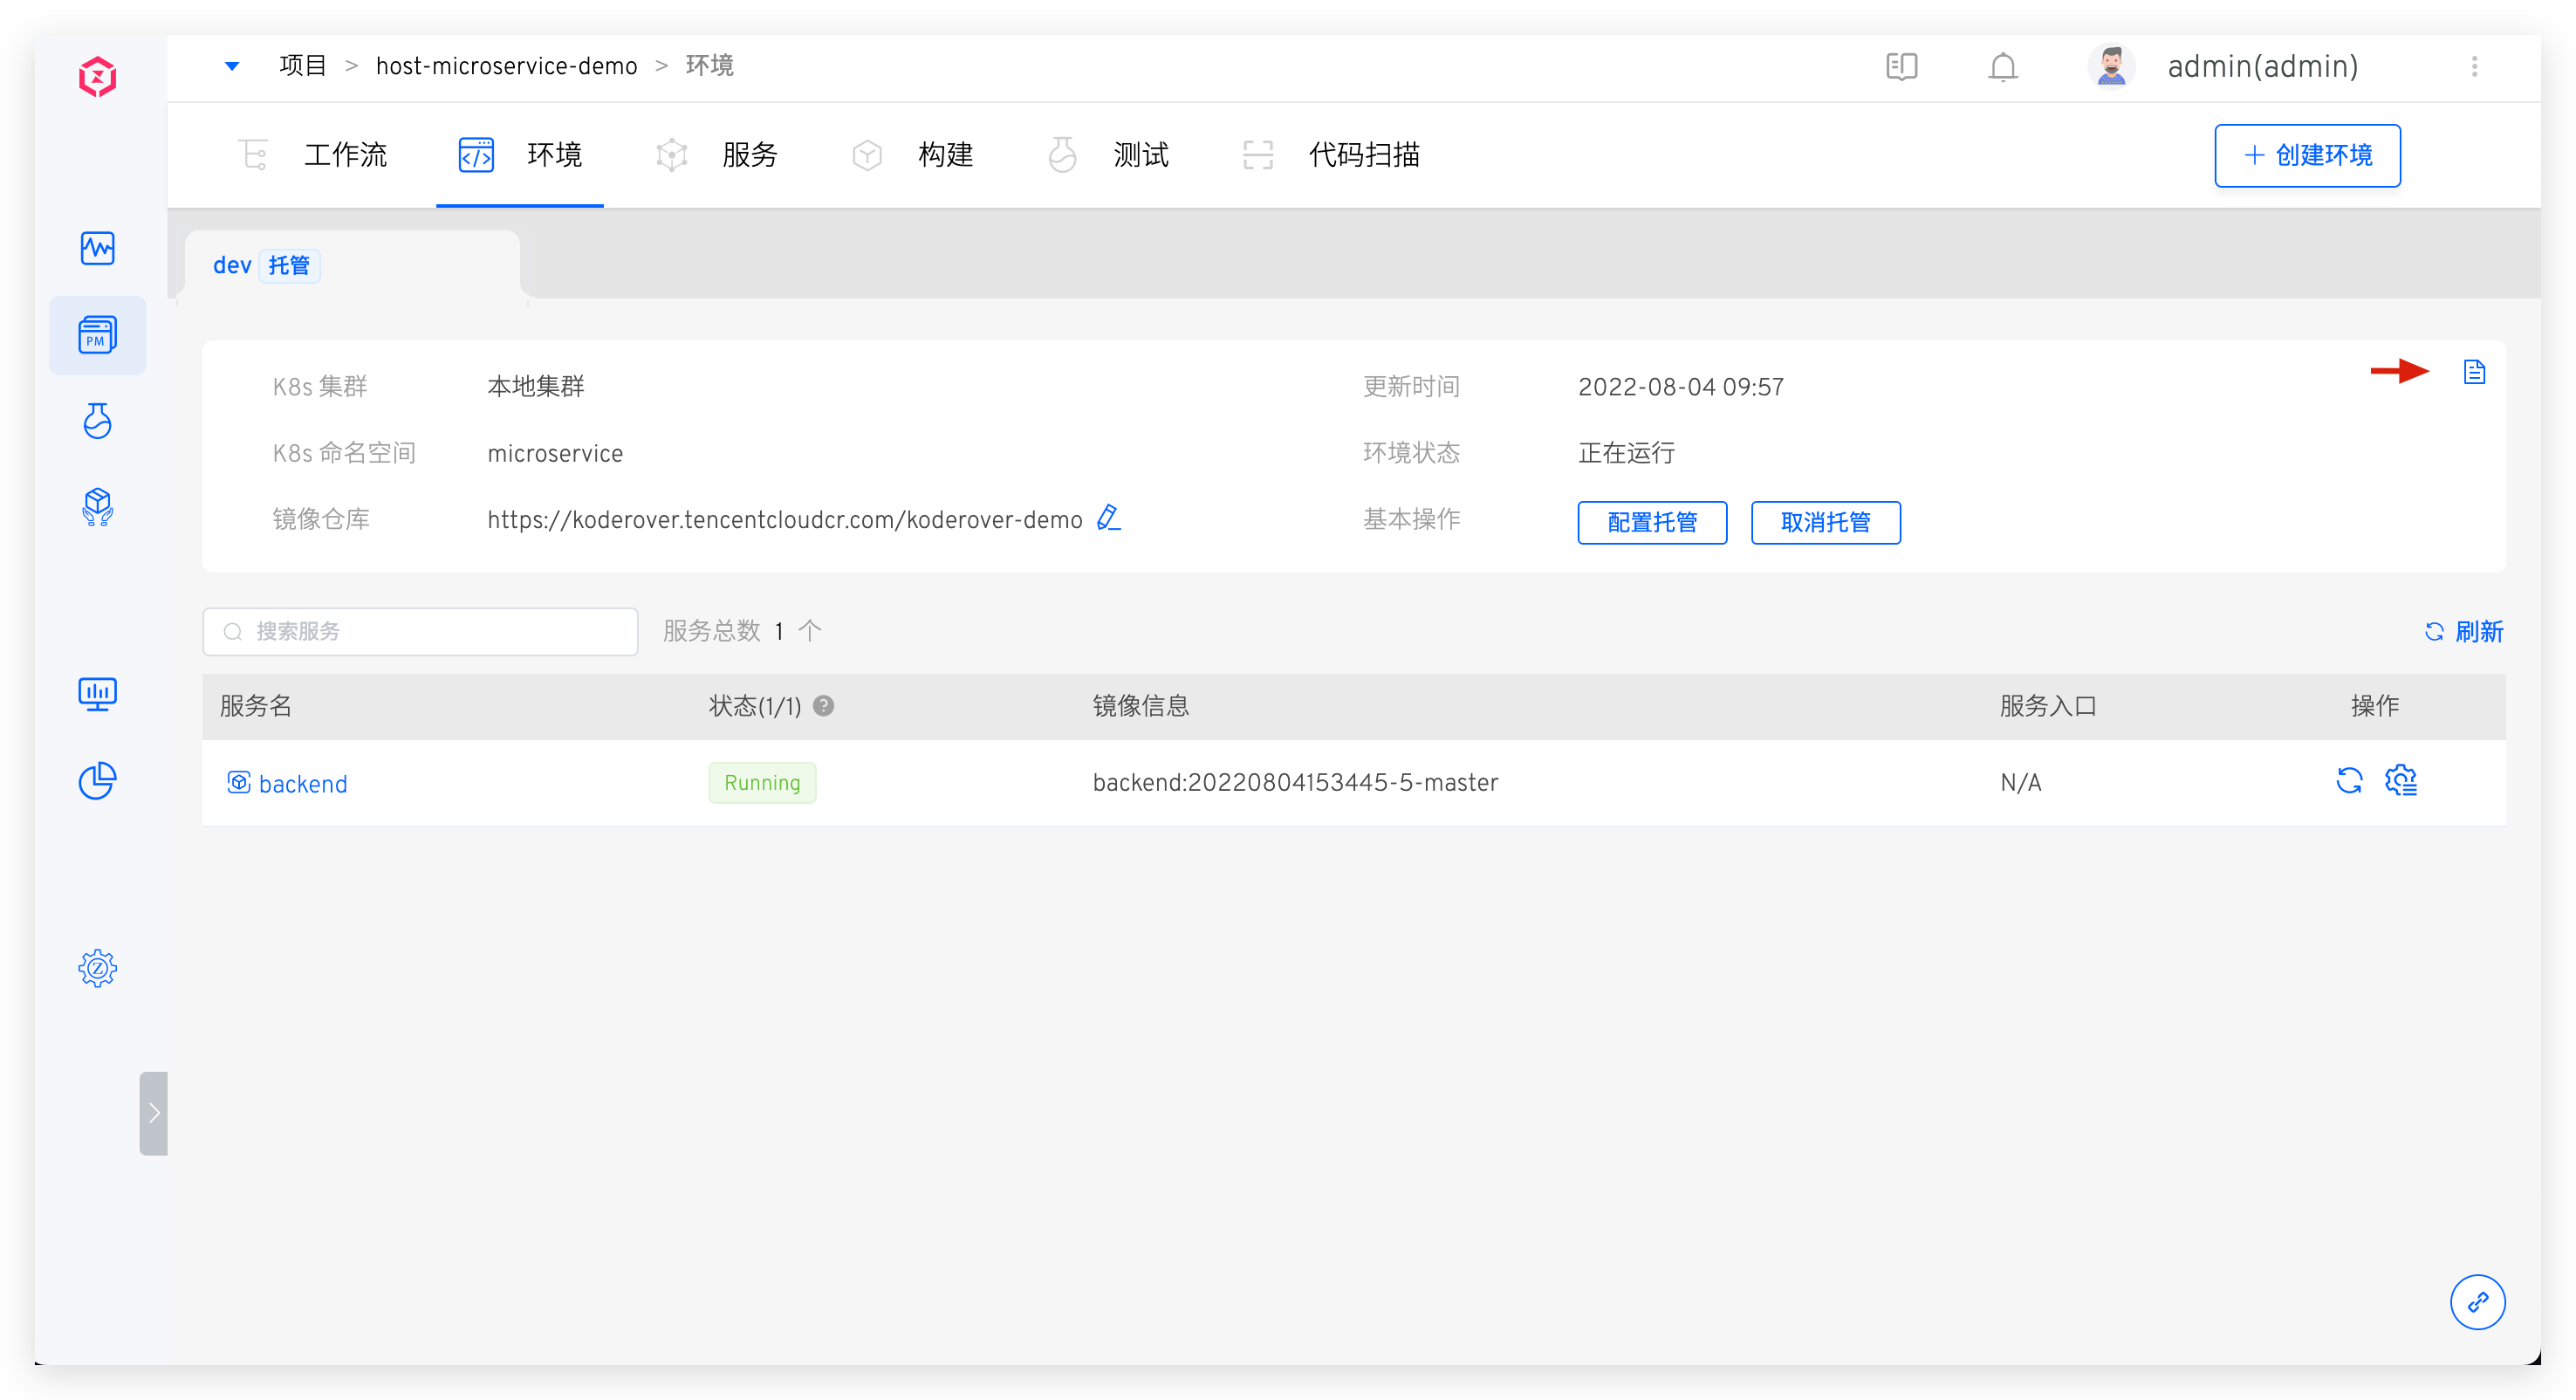 项目 > host-microservice-demo > 环境
admin(admin)
工作流 环境 服务 构建 测试 代码扫描
+ 创建环境
dev 托管
PM
K8s 集群 本地集群 更新时间 2022-08-04 09:57
K8s 命名空间 microservice 环境状态 正在运行
镜像仓库 https://koderover.tencentcloudcr.com/koderover-demo 基本操作 配置托管 取消托管
搜索服务 服务总数 1 个 刷新
服务名 状态(1/1) ? 镜像信息 服务入口 操作
backend Running backend:20220804153445-5-master N/A